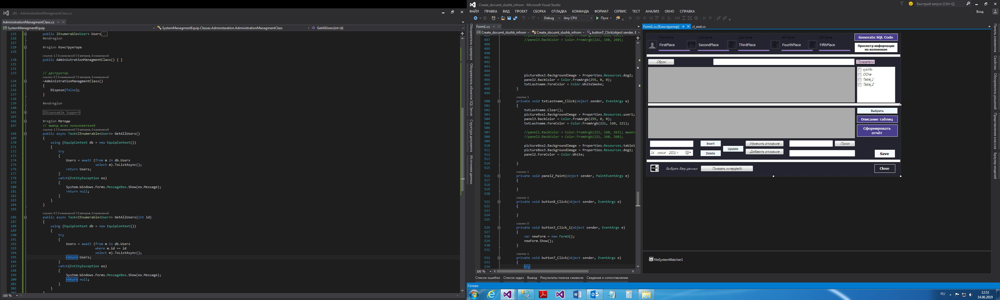 v01 - AdministrationManagmentClass.cs
AdministrationManagmentClass.cs
SystemManagmentEquip
SystemManagmentEquip.Classes.Adminstaration.AdministrationManagmentClass
GetAllUsers(int id)
115 public IEnumerable<User> Users...
126 #endregion
127
128 #region Конструктора
129
ссылка: 1 | 0 изменений | 0 авторов, 0 изменений
130 public AdministrationManagmentClass() { }
131
132
133 // деструктор
ссылок: 0 | 0 изменений | 0 авторов, 0 изменений
134 ~AdministrationManagmentClass()
135 {
136 Dispose(false);
137 }
138
139 #endregion
140
141 IDisposable Support
165
166 #region Методы
167 // вывод всех пользователей
ссылка: 1 | 0 изменений | 0 авторов, 0 изменений
168 public async Task<IEnumerable<User>> GetAllUsers()
169 {
170 using (EquipContext db = new EquipContext())
171 {
172 try
173 {
174 Users = await (from m in db.Users
175 select m).ToListAsync();
176 return Users;
177 }
178 catch(EntityException ex)
179 {
180 System.Windows.Forms.MessageBox.Show(ex.Message);
181 return null;
182 }
183 }
184 }
185
ссылок: 0 | 0 изменений | 0 авторов, 0 изменений
186 public async Task<IEnumerable<User>> GetAllUsers(int id)
187 {
188 using (EquipContext db = new EquipContext())
189 {
190 try
191 {
192 Users = await (from m in db.Users
193 where m.id == id
194 select m).ToListAsync();
195 return Users;
196 }
197 catch(EntityException ex)
198 {
199 System.Windows.Forms.MessageBox.Show(ex.Message);
200 return null;
201 }
202 }
203 }
100 %
Create_documt_sluzhb_infrom - Microsoft Visual Studio
Быстрый запуск (Ctrl+Q)
ФАЙЛ ПРАВКА ВИД ПРОЕКТ СБОРКА ОТЛАДКА КОМАНДА ФОРМАТ СЕРВИС ТЕСТ АНАЛИЗ ОКНО СПРАВКА
Вход
Debug Any CPU Пуск
Обозреватель серверов
Обозреватель объектов SQL Server
Структура документа
Источники данных
Form1.cs
Create_documt_sluzhb_infrom
Create_documt_sluzhb_infrom
button7_Click(object sender, E
486 //panel2.BackColor = Color.FromArgb(221, 160, 260);
487 //panel3.BackColor = Color.FromArgb(221, 160, 260);
488
489
490
491
492
493
494
495 pictureBox3.BackgroundImage = Properties.Resources.dog2;
496 panel2.BackColor = Color.FromArgb(255, 0, 0);
497 txtLastname.ForeColor = Color.WhiteSmoke;
498 }
499
ссылка: 1
500 private void txtLastname_Click(object sender, EventArgs e)
501 {
502 txtLastname.Clear();
503 pictureBox1.BackgroundImage = Properties.Resources.user1;
504 panel3.BackColor = Color.FromArgb(255, 0, 0);
505 txtLastname.ForeColor = Color.FromArgb(221, 160, 221);
506
507 //panel1.BackColor = Color.FromArgb(221, 160, 263); вылета
508 //panel2.BackColor = Color.FromArgb(221, 160, 260);
509
510 pictureBox2.BackgroundImage = Properties.Resources.table1
511 pictureBox3.BackgroundImage = Properties.Resources.dog1;
512 panel2.ForeColor = Color.White;
513
514 }
515
ссылка: 1
516 private void panel2_Paint(object sender, PaintEventArgs e)
517 {
518
519 }
520
ссылка: 1
521 private void button8_Click(object sender, EventArgs e)
522 {
523
524 }
525
ссылок: 0
526 private void button3_Click_1(object sender, EventArgs e)
527 {
528 var newForm = new Form3();
529 newForm.Show();
530 }
531
ссылка: 1
532 private void button7_Click(object sender, EventArgs e)
533 {
534 try
100 %
Form1.cs [Конструктор] cl_exel.cs
FirstName MidName LastName 4thName 5thName
FirstPlace SecondPlace ThirdPlace FourthPlace FifthPlace
Generate SQL Code
Просмотр информации
по колонокам
Сброс
Показатели
sysinfo
OOne
Table_1
Table_2
Выбрать
Описание таблиц
Сформировать
отчёт
Insert
Изменить описание
Поиск
14 июня 2019 г.
Update
Delete
Добавить описание
Save
Выбрать базу данных
Показать интерфейс
Close
fileSystemWatcher1
Панель элементов
Свойства
Обозреватель решений
Представление классов
Браузер моделей
Список ошибок Список задач Вывод Результаты поиска символа Сведения о сопоставлении
Готово
RU
12:52
14.06.2019